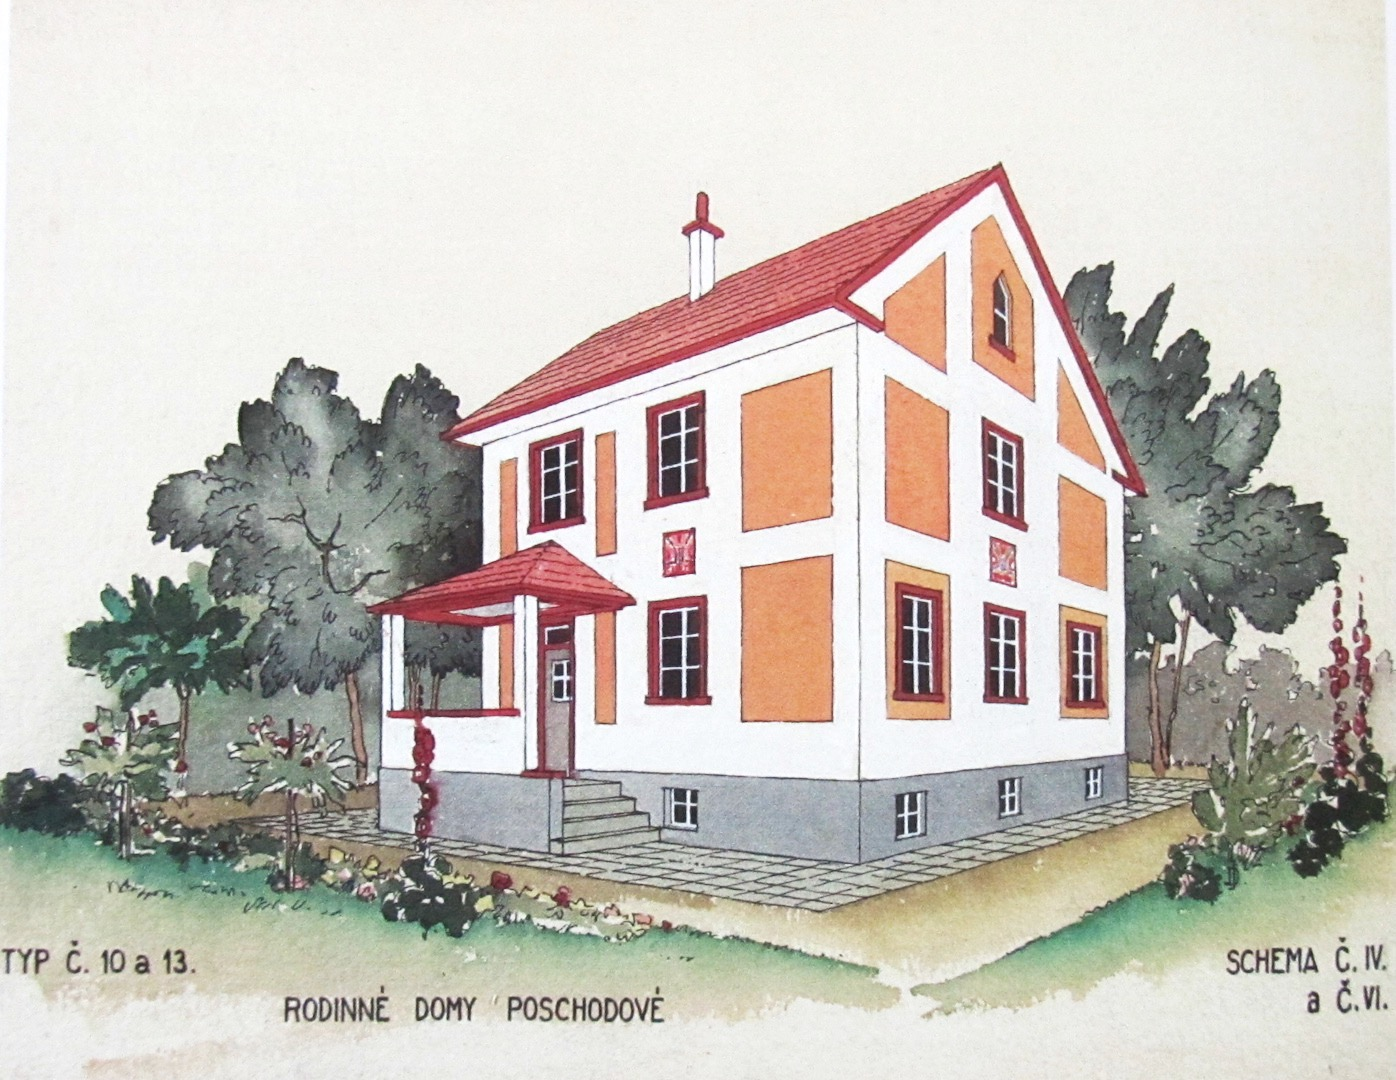 TYP Č. 10 a 13.
SCHEMA Č. IV.
a Č. VI.
RODINNÉ DOMY POSCHODOVÉ